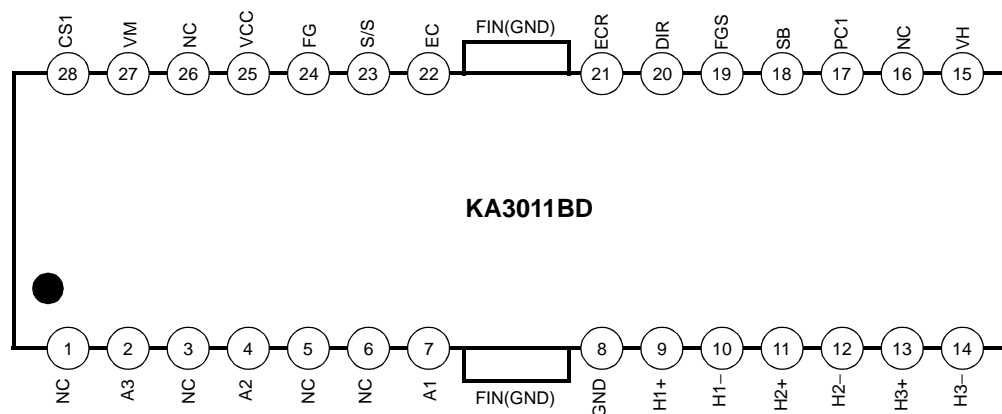 CS1 VM NC VCC FG S/S EC FIN(GND) ECR DIR FGS SB PC1 NC VH
28 27 26 25 24 23 22 21 20 19 18 17 16 15
KA3011BD
1 2 3 4 5 6 7 8 9 10 11 12 13 14
NC A3 NC A2 NC NC A1 FIN(GND) GND H1+ H1− H2+ H2− H3+ H3−